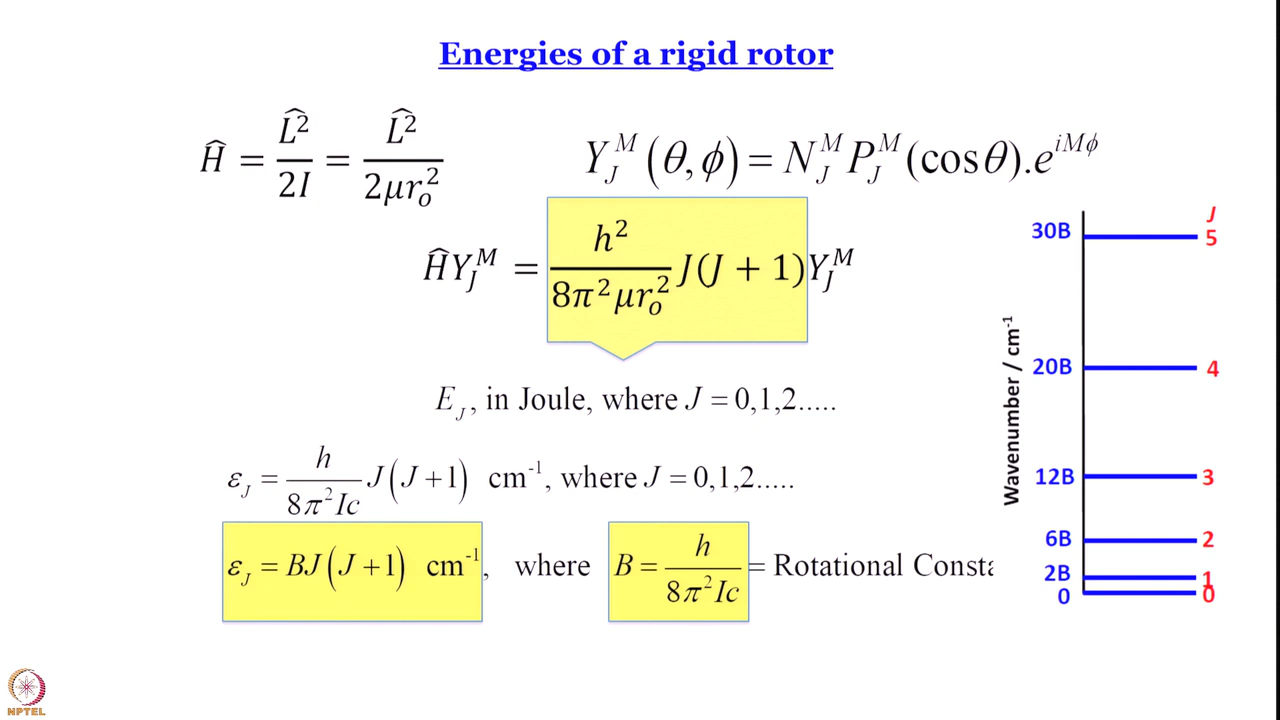 Energies of a rigid rotor
Ĥ = L̂²/2I = L̂²/2μr₀²
Y_J^M (θ,ϕ) = N_J^M P_J^M (cosθ).e^{iMϕ}
ĤY_J^M = h²/8π²μr₀² J(J + 1)Y_J^M
E_J, in Joule, where J = 0,1,2.....
ε_J = h/8π²Ic J(J+1) cm⁻¹, where J = 0,1,2.....
ε_J = BJ(J+1) cm⁻¹, where B = h/8π²Ic = Rotational Consta
Wavenumber / cm⁻¹
J
30B 5
20B 4
12B 3
6B 2
2B 1
0 0
NPTEL